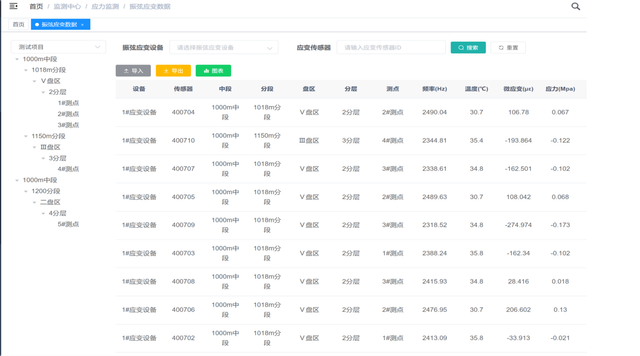 首页 / 监测中心 / 应力监测 / 振弦应变数据
首页 振弦应变数据 ×
测试项目
1000m中段
1018m分段
V 盘区
2分层
1#测点
2#测点
3#测点
1150m分段
Ⅲ盘区
3分层
4#测点
1000m中段
1200分段
二盘区
4分层
5#测点
振弦应变设备 请选择振弦应变设备 应变传感器 请输入应变传感器ID 搜索 重置
导入 导出 图表
设备 传感器 中段 分段 盘区 分层 测点 频率(Hz) 温度(℃) 微应变(με) 应力(Mpa)
1#应变设备 400704 1000m中段 1018m分段 V 盘区 2分层 2#测点 2490.04 30.7 106.78 0.067
1#应变设备 400710 1000m中段 1150m分段 Ⅲ盘区 3分层 4#测点 2344.81 35.4 -193.864 -0.122
1#应变设备 400707 1000m中段 1018m分段 V 盘区 2分层 3#测点 2338.61 34.8 -162.501 -0.102
1#应变设备 400705 1000m中段 1018m分段 V 盘区 2分层 2#测点 2489.63 30.7 108.042 0.068
1#应变设备 400709 1000m中段 1018m分段 V 盘区 2分层 3#测点 2318.52 34.8 -274.974 -0.173
1#应变设备 400703 1000m中段 1018m分段 V 盘区 2分层 1#测点 2388.24 35.8 -162.34 -0.102
1#应变设备 400708 1000m中段 1018m分段 V 盘区 2分层 3#测点 2415.93 34.8 28.416 0.018
1#应变设备 400706 1000m中段 1018m分段 V 盘区 2分层 2#测点 2476.95 30.7 206.602 0.13
1#应变设备 400702 1000m中段 1018m分段 V 盘区 2分层 1#测点 2413.09 35.8 -33.913 -0.021